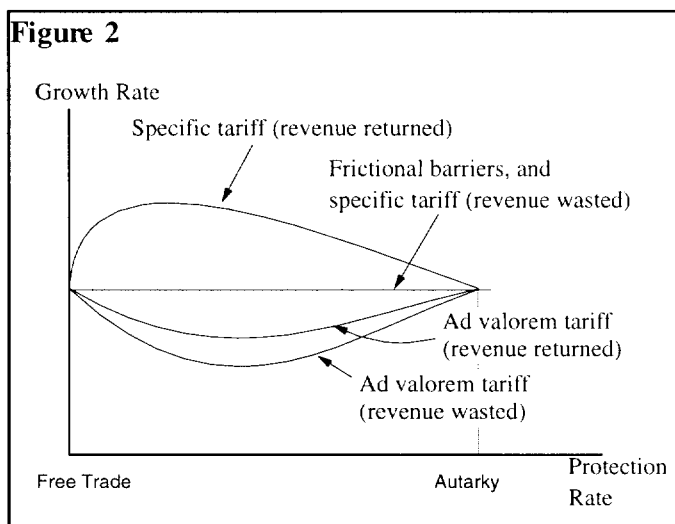 Figure 2
Growth Rate
Specific tariff (revenue returned)
Frictional barriers, and
specific tariff (revenue wasted)
Ad valorem tariff
(revenue returned)
Ad valorem tariff
(revenue wasted)
Free Trade
Autarky
Protection
Rate